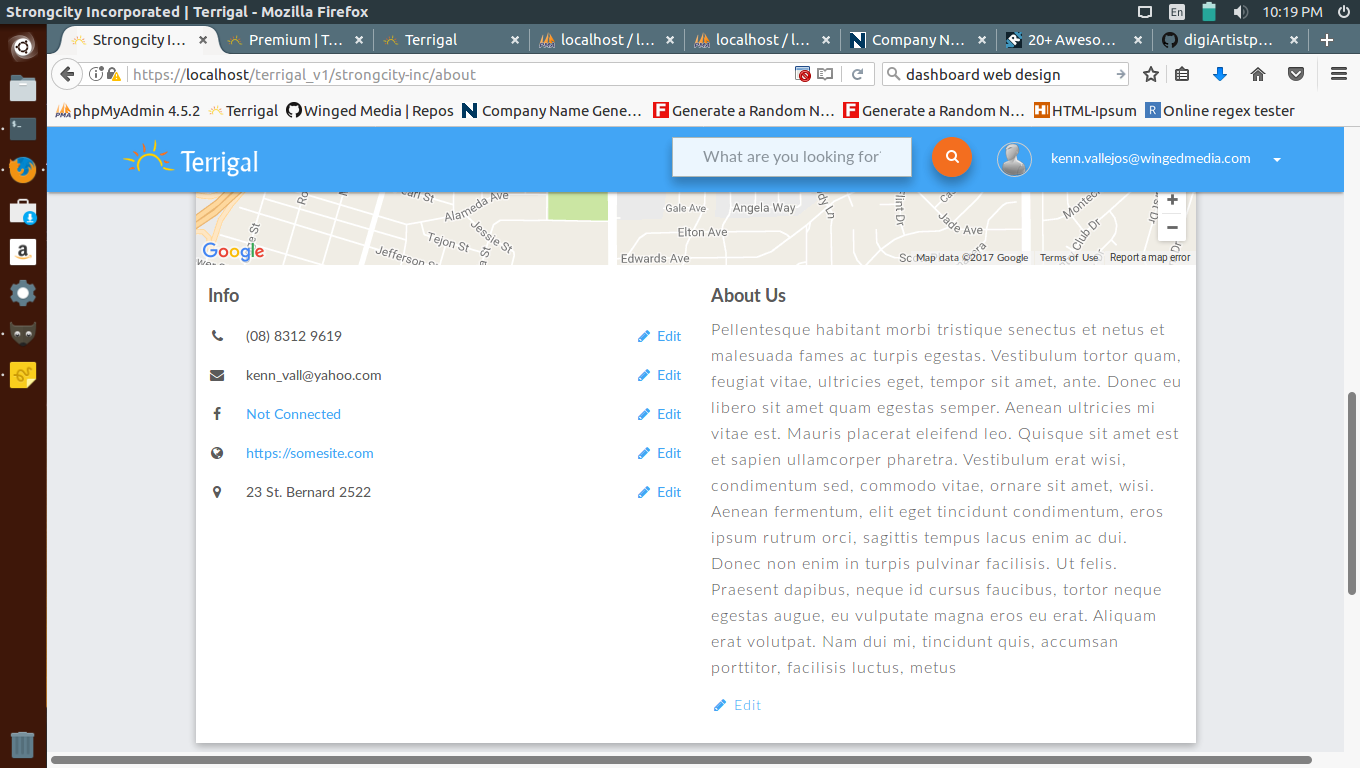 Strongcity Incorporated | Terrigal - Mozilla Firefox
En
10:19 PM
Strongcity I…
Premium | T…
Terrigal
localhost / l…
localhost / l…
Company N…
20+ Aweso…
digiArtistp…
https://localhost/terrigal_v1/strongcity-inc/about
dashboard web design
phpMyAdmin 4.5.2
Terrigal
Winged Media | Repos
Company Name Gene…
Generate a Random N…
Generate a Random N…
HTML-Ipsum
Online regex tester
Terrigal
What are you looking for
kenn.vallejos@wingedmedia.com
Alameda Ave
Jessie St
Tejon St
Jefferson St
Gale Ave
Angela Way
Elton Ave
Edwards Ave
Jade Ave
Club Dr
Google
Map data ©2017 Google
Terms of Use
Report a map error
Info
(08) 8312 9619
Edit
kenn_vall@yahoo.com
Edit
Not Connected
Edit
https://somesite.com
Edit
23 St. Bernard 2522
Edit
About Us
Pellentesque habitant morbi tristique senectus et netus et
malesuada fames ac turpis egestas. Vestibulum tortor quam,
feugiat vitae, ultricies eget, tempor sit amet, ante. Donec eu
libero sit amet quam egestas semper. Aenean ultricies mi
vitae est. Mauris placerat eleifend leo. Quisque sit amet est
et sapien ullamcorper pharetra. Vestibulum erat wisi,
condimentum sed, commodo vitae, ornare sit amet, wisi.
Aenean fermentum, elit eget tincidunt condimentum, eros
ipsum rutrum orci, sagittis tempus lacus enim ac dui.
Donec non enim in turpis pulvinar facilisis. Ut felis.
Praesent dapibus, neque id cursus faucibus, tortor neque
egestas augue, eu vulputate magna eros eu erat. Aliquam
erat volutpat. Nam dui mi, tincidunt quis, accumsan
porttitor, facilisis luctus, metus
Edit